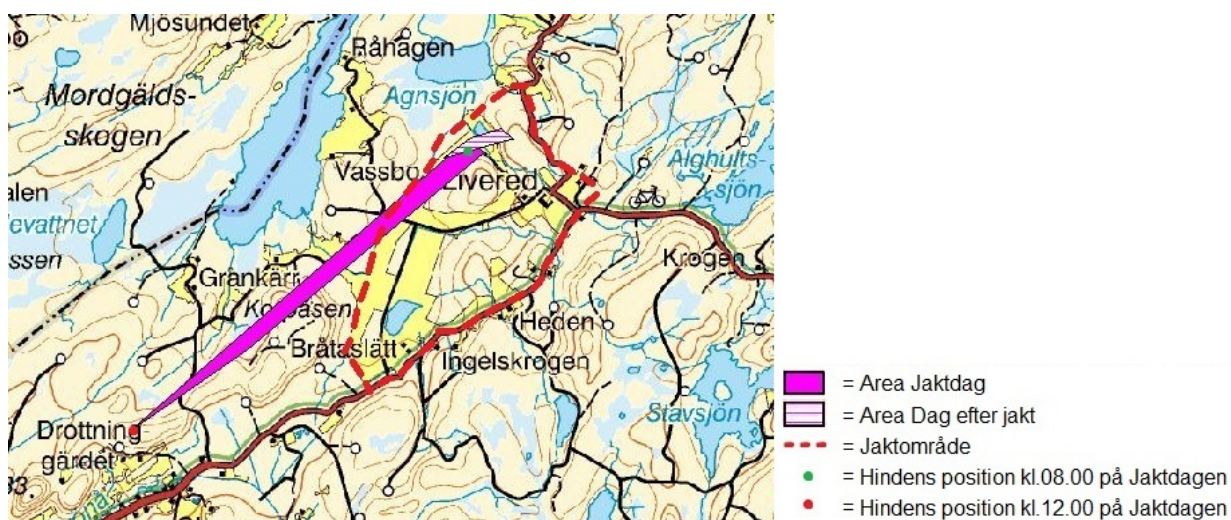 Mjösundet
Råhagen
Agnsjön
Mordgälds-
skogen
Vassbo
Älghults-
sjön
alen
evattnet
ssen
Krogen
Grankärr
Heden
Bråtaslätt
Ingelskrogen
Stavsjön
Drottning
gärdet
= Area Jaktdag
= Area Dag efter jakt
= Jaktområde
= Hindens position kl.08.00 på Jaktdagen
= Hindens position kl.12.00 på Jaktdagen